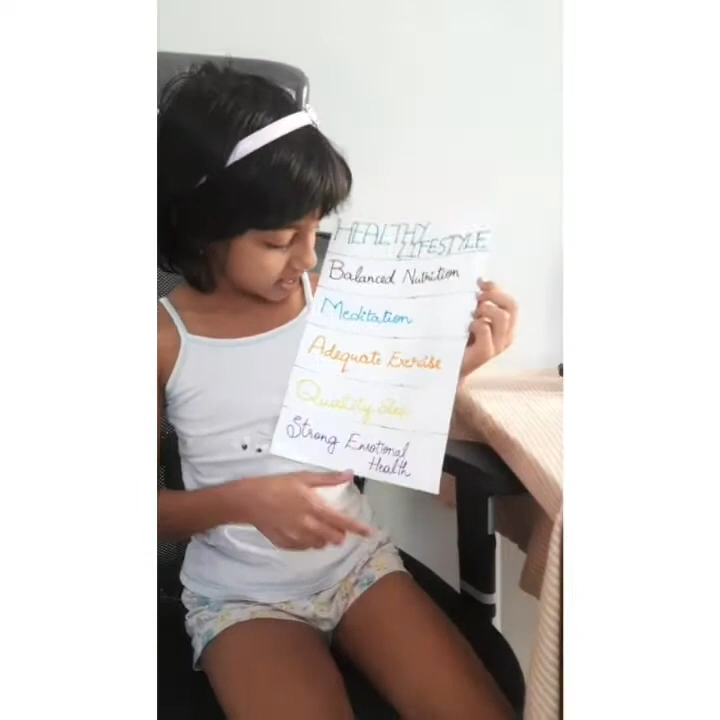 HEALTHY
LIFESTYLE
Balanced Nutrition
Meditation
Adequate Exercise
Quality Sleep
Strong Emotional
Health